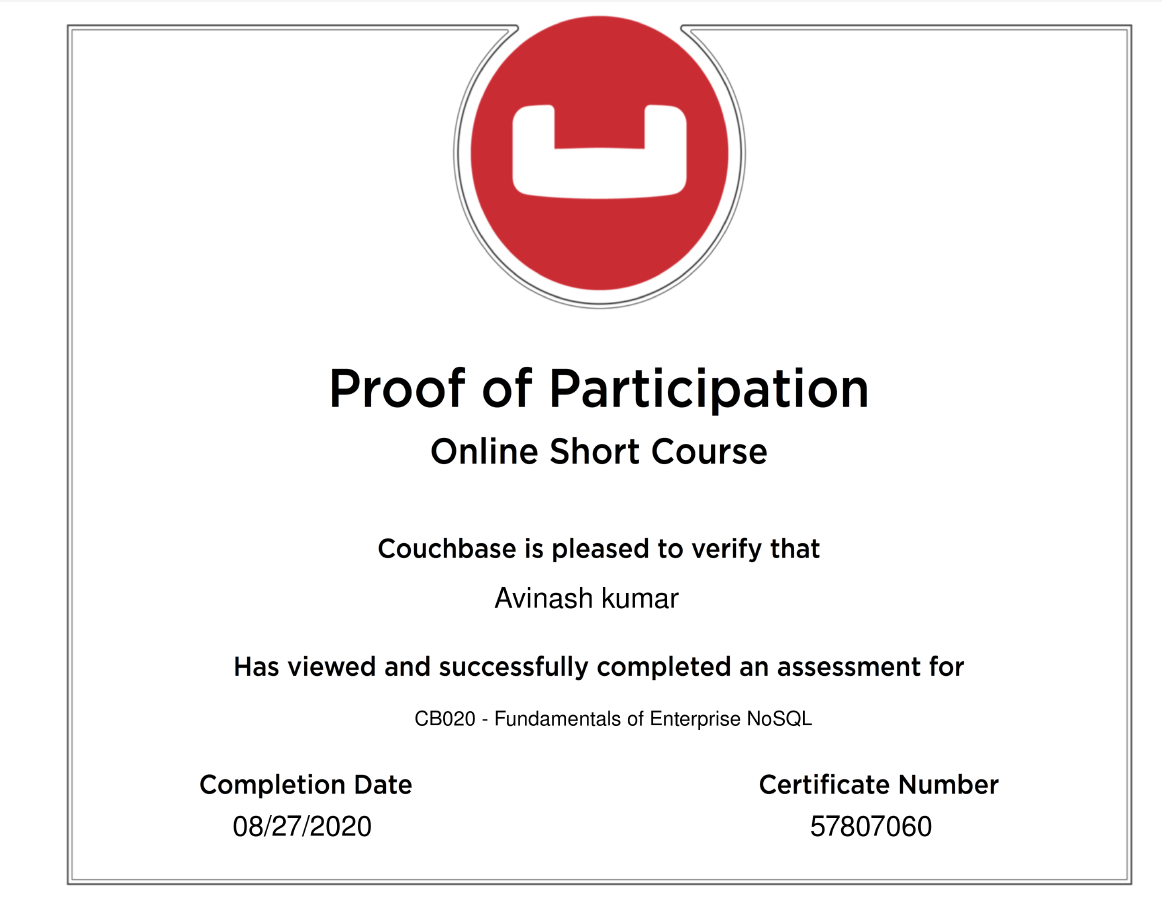 Proof of Participation
Online Short Course
Couchbase is pleased to verify that
Avinash kumar
Has viewed and successfully completed an assessment for
CB020 - Fundamentals of Enterprise NoSQL
Completion Date
08/27/2020
Certificate Number
57807060